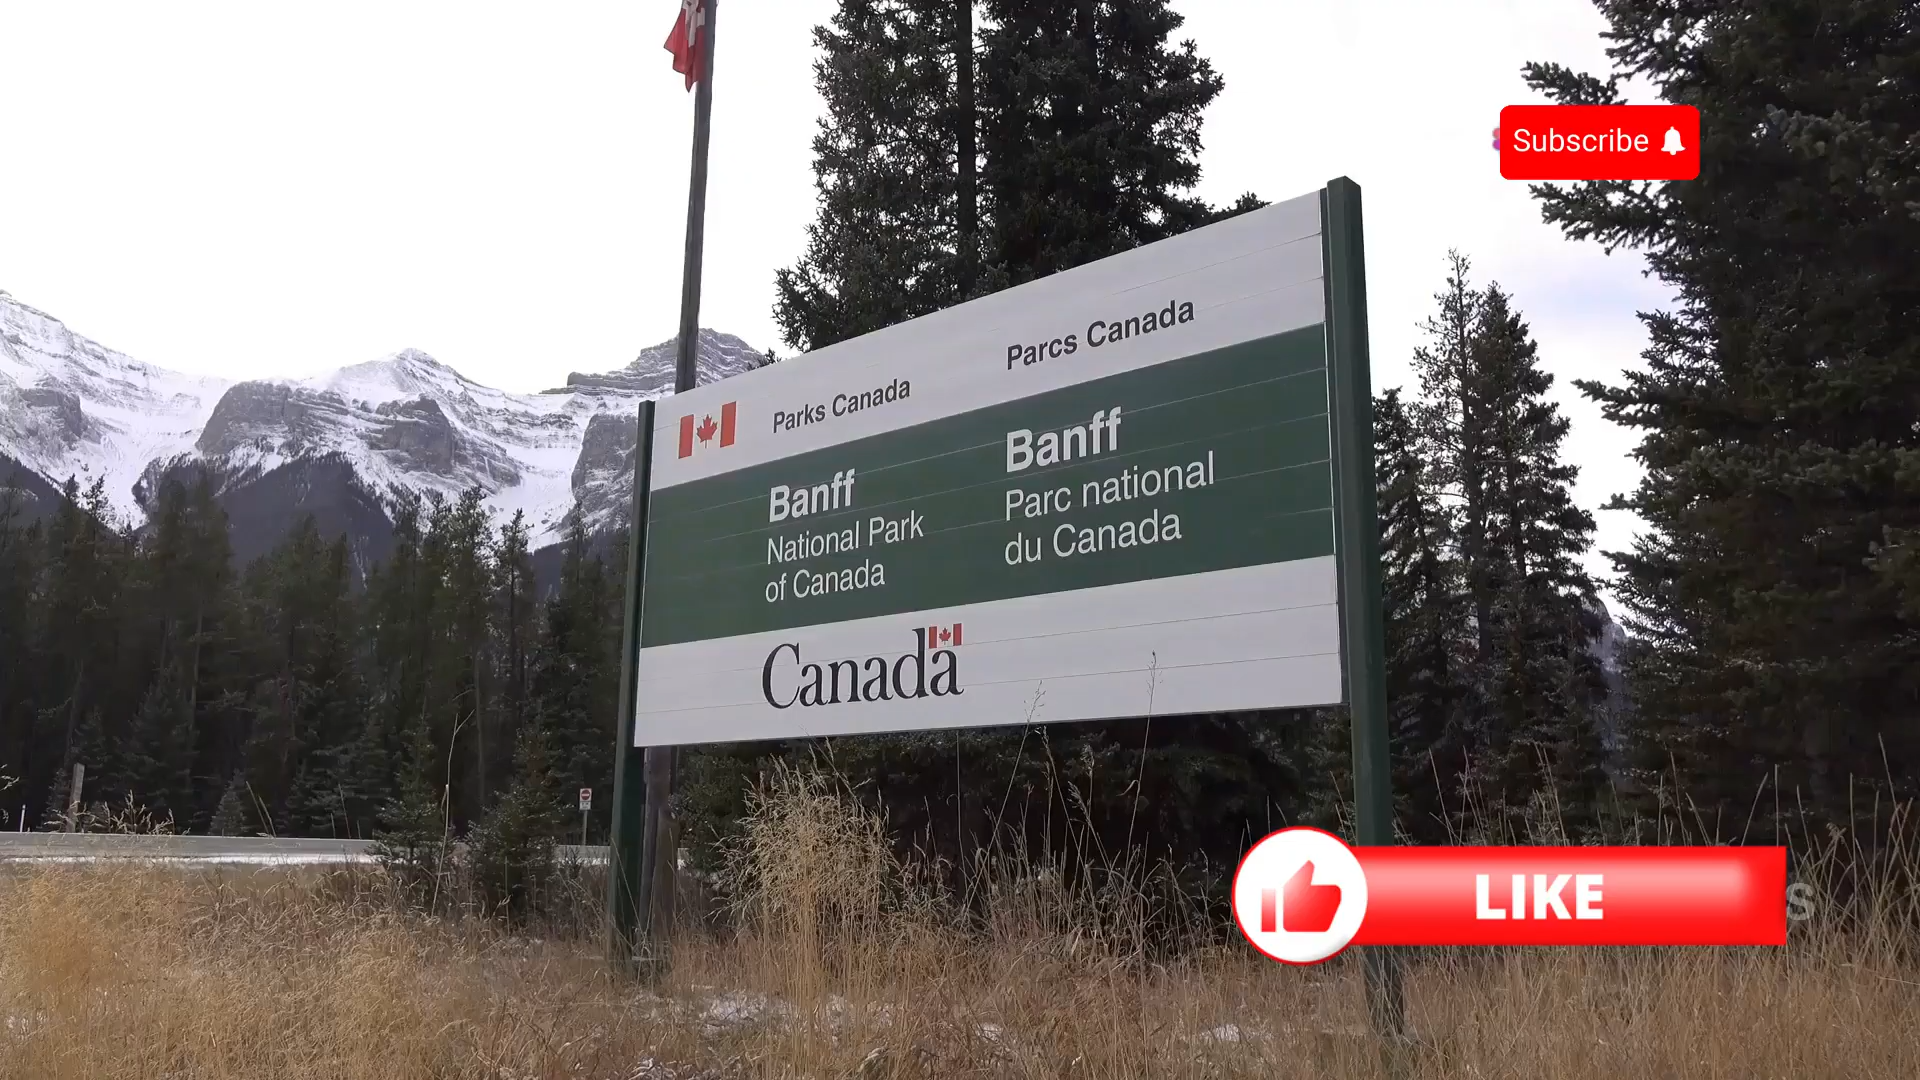 Subscribe
Parks Canada
Parcs Canada
Banff
National Park
of Canada
Banff
Parc national
du Canada
Canada
LIKE